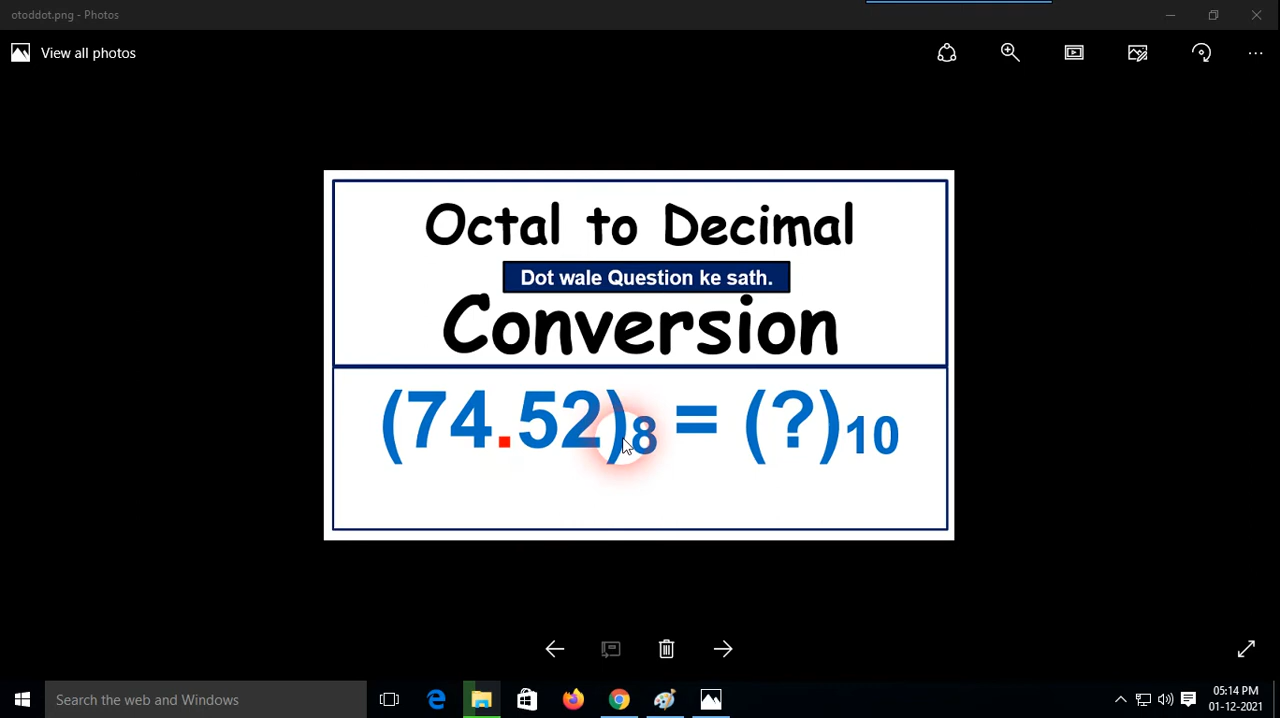 otoddot.png - Photos
View all photos
Octal to Decimal
Dot wale Question ke sath.
Conversion
(74.52)8 = (?)10
Search the web and Windows
05:14 PM
01-12-2021